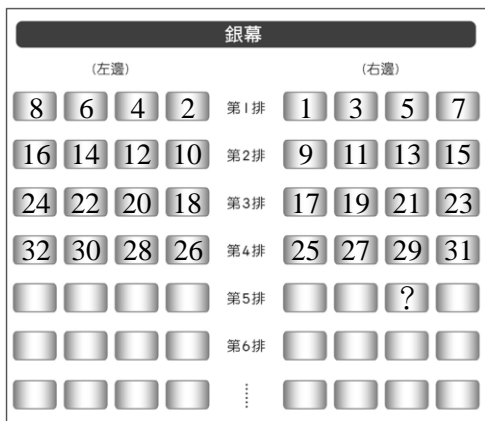 銀幕
(左邊) (右邊)
8 6 4 2 第1排 1 3 5 7
16 14 12 10 第2排 9 11 13 15
24 22 20 18 第3排 17 19 21 23
32 30 28 26 第4排 25 27 29 31
第5排 ?
第6排
⋮